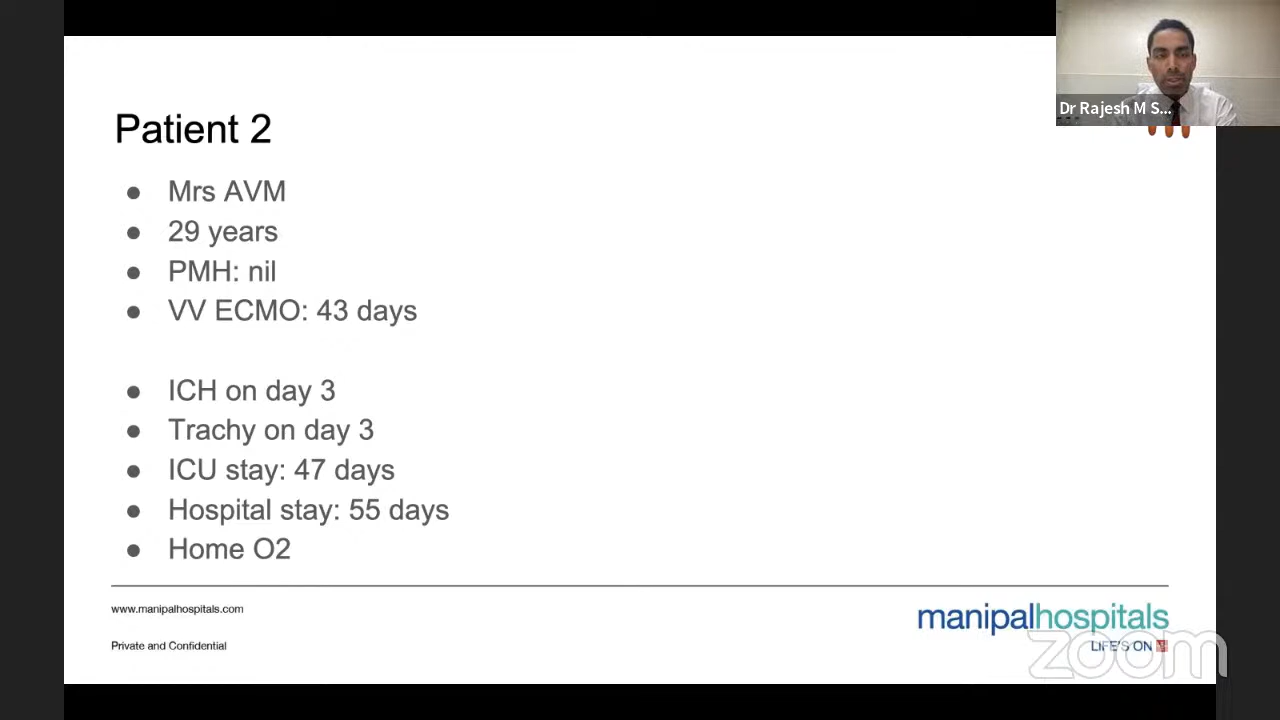 Dr Rajesh M S...
Patient 2
● Mrs AVM
● 29 years
● PMH: nil
● VV ECMO: 43 days
● ICH on day 3
● Trachy on day 3
● ICU stay: 47 days
● Hospital stay: 55 days
● Home O2
www.manipalhospitals.com
Private and Confidential
manipalhospitals
LIFE'S ON
zoom